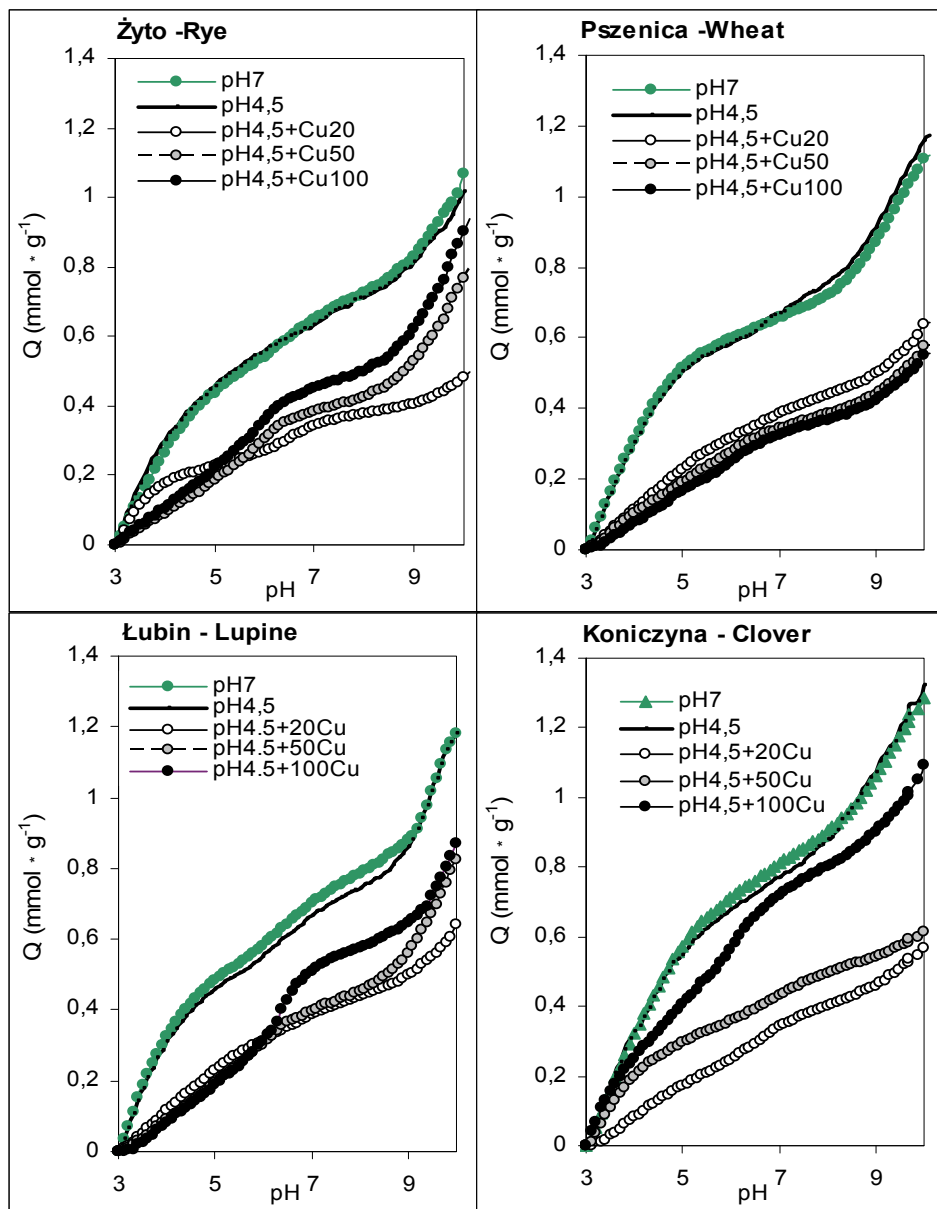 Żyto -Rye
1,4
1,2
1
0,8
0,6
0,4
0,2
0
Q (mmol * g⁻¹)
pH7
pH4,5
pH4,5+Cu20
pH4,5+Cu50
pH4,5+Cu100
3 5 7 9
pH
Pszenica -Wheat
1,4
1,2
1
0,8
0,6
0,4
0,2
0
Q (mmol * g⁻¹)
pH7
pH4,5
pH4,5+Cu20
pH4,5+Cu50
pH4,5+Cu100
3 5 7 9
pH
Łubin - Lupine
1,4
1,2
1
0,8
0,6
0,4
0,2
0
Q (mmol * g⁻¹)
pH7
pH4,5
pH4.5+20Cu
pH4.5+50Cu
pH4.5+100Cu
3 5 7 9
pH
Koniczyna - Clover
1,4
1,2
1
0,8
0,6
0,4
0,2
0
Q (mmol * g⁻¹)
pH7
pH4,5
pH4,5+20Cu
pH4,5+50Cu
pH4,5+100Cu
3 5 7 9
pH